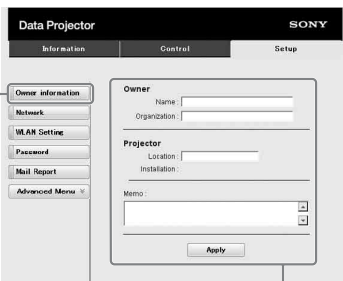 Data Projector SONY
Information Control Setup
Owner information
Network
WLAN Setting
Password
Mail Report
Advanced Menu
Owner
Name :
Organization :
Projector
Location :
Installation :
Memo :
Apply